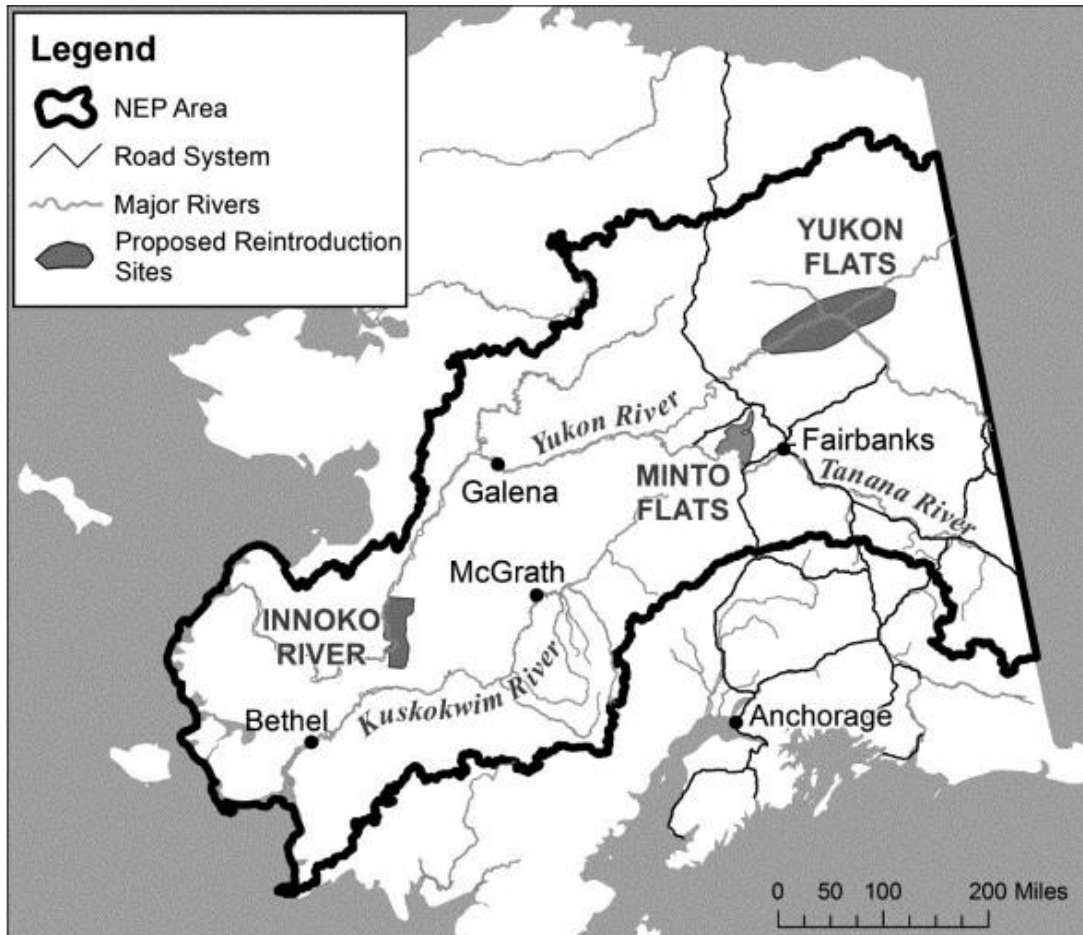 Legend
NEP Area
Road System
Major Rivers
Proposed Reintroduction
Sites
YUKON
FLATS
Yukon River
Fairbanks
Galena
MINTO
FLATS
Tanana River
McGrath
INNOKO
RIVER
Kuskokwim River
Bethel
Anchorage
0 50 100 200 Miles